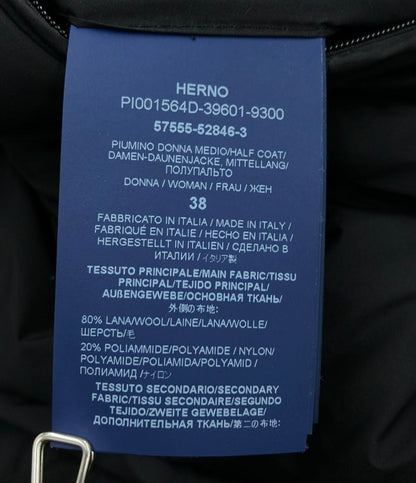 HERNO
PI001564D-39601-9300
57555-52846-3
PIUMINO DONNA MEDIO/HALF COAT/
DAMEN-DAUNENJACKE, MITTELLANG/
ПОЛУПАЛЬТО
DONNA / WOMAN / FRAU / ЖЕН
38
FABBRICATO IN ITALIA / MADE IN ITALY /
FABRIQUÉ EN ITALIE / HECHO EN ITALIA /
HERGESTELLT IN ITALIEN / СДЕЛАНО В
ИТАЛИИ / イタリア製
TESSUTO PRINCIPALE/MAIN FABRIC/TISSU
PRINCIPAL/TEJIDO PRINCIPAL/
AUßENGEWEBE/ОСНОВНАЯ ТКАНЬ/
外側の布地:
80% LANA/WOOL/LAINE/LANA/WOLLE/
ШЕРСТЬ/毛
20% POLIAMMIDE/POLYAMIDE / NYLON/
POLYAMIDE/POLIAMIDA/POLYAMID /
ПОЛИАМИД /ナイロン
TESSUTO SECONDARIO/SECONDARY
FABRIC/TISSU SECONDAIRE/SEGUNDO
TEJIDO/ZWEITE GEWEBELAGE/
ДОПОЛНИТЕЛЬНАЯ ТКАНЬ/第二の布地: